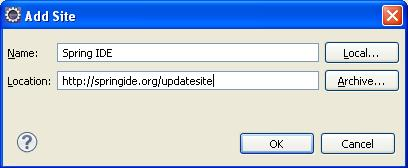 Add Site
Name: Spring IDE Local...
Location: http://springide.org/updatesite Archive...
? OK Cancel